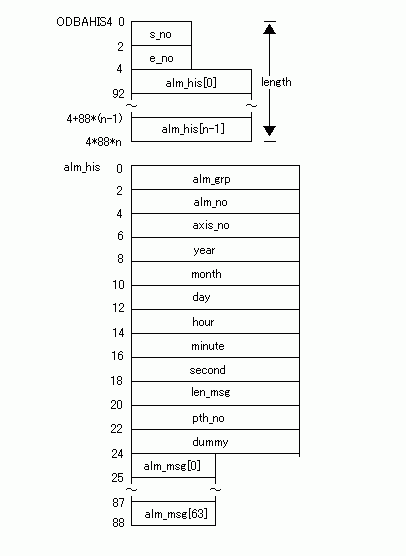 ODBAHIS4 0
s_no
2
e_no
4
alm_his[0]
length
92
4+88*(n-1)
alm_his[n-1]
4*88*n
alm_his 0
alm_grp
2
alm_no
4
axis_no
6
year
8
month
10
day
12
hour
14
minute
16
second
18
len_msg
20
pth_no
22
dummy
24
alm_msg[0]
25
87
alm_msg[63]
88